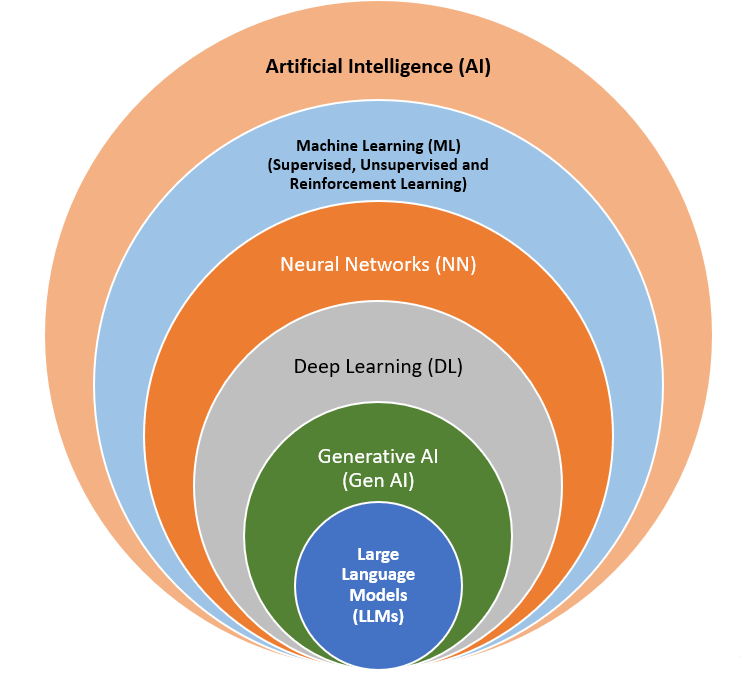 Artificial Intelligence (AI)
Machine Learning (ML)
(Supervised, Unsupervised and
Reinforcement Learning)
Neural Networks (NN)
Deep Learning (DL)
Generative AI
(Gen AI)
Large
Language
Models
(LLMs)